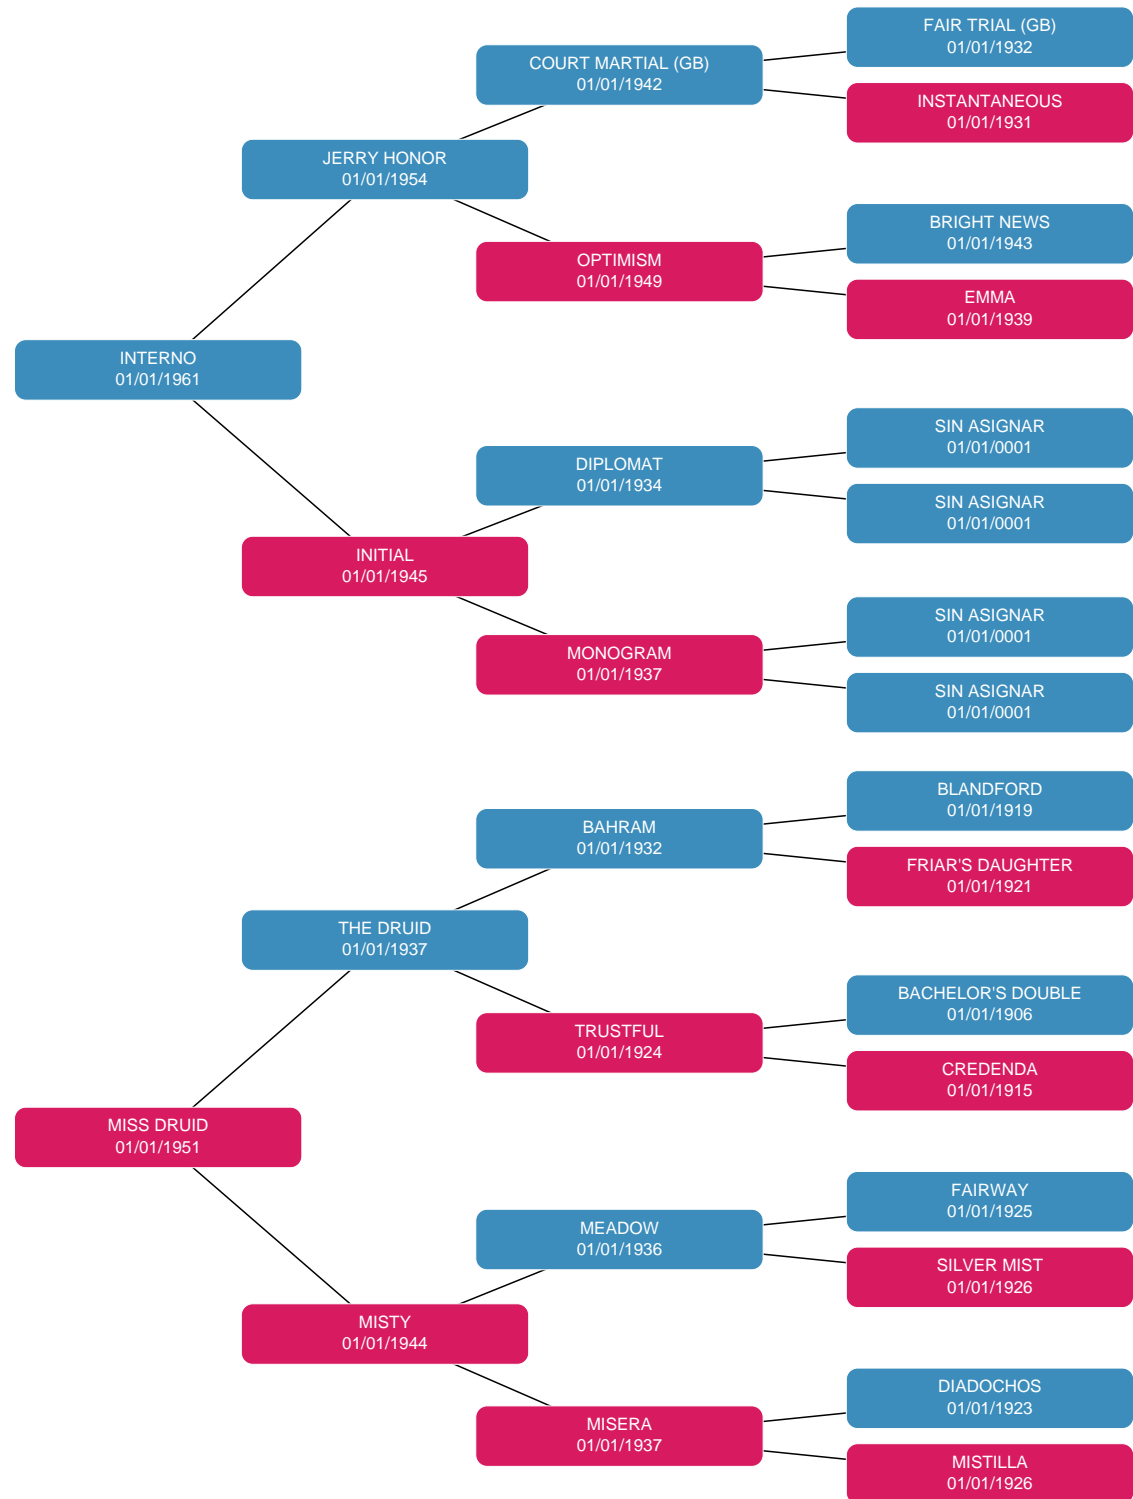 FAIR TRIAL (GB)
01/01/1932
COURT MARTIAL (GB)
01/01/1942
INSTANTANEOUS
01/01/1931
JERRY HONOR
01/01/1954
BRIGHT NEWS
01/01/1943
OPTIMISM
01/01/1949
EMMA
01/01/1939
INTERNO
01/01/1961
SIN ASIGNAR
01/01/0001
DIPLOMAT
01/01/1934
SIN ASIGNAR
01/01/0001
INITIAL
01/01/1945
SIN ASIGNAR
01/01/0001
MONOGRAM
01/01/1937
SIN ASIGNAR
01/01/0001
BLANDFORD
01/01/1919
BAHRAM
01/01/1932
FRIAR'S DAUGHTER
01/01/1921
THE DRUID
01/01/1937
BACHELOR'S DOUBLE
01/01/1906
TRUSTFUL
01/01/1924
CREDENDA
01/01/1915
MISS DRUID
01/01/1951
FAIRWAY
01/01/1925
MEADOW
01/01/1936
SILVER MIST
01/01/1926
MISTY
01/01/1944
DIADOCHOS
01/01/1923
MISERA
01/01/1937
MISTILLA
01/01/1926